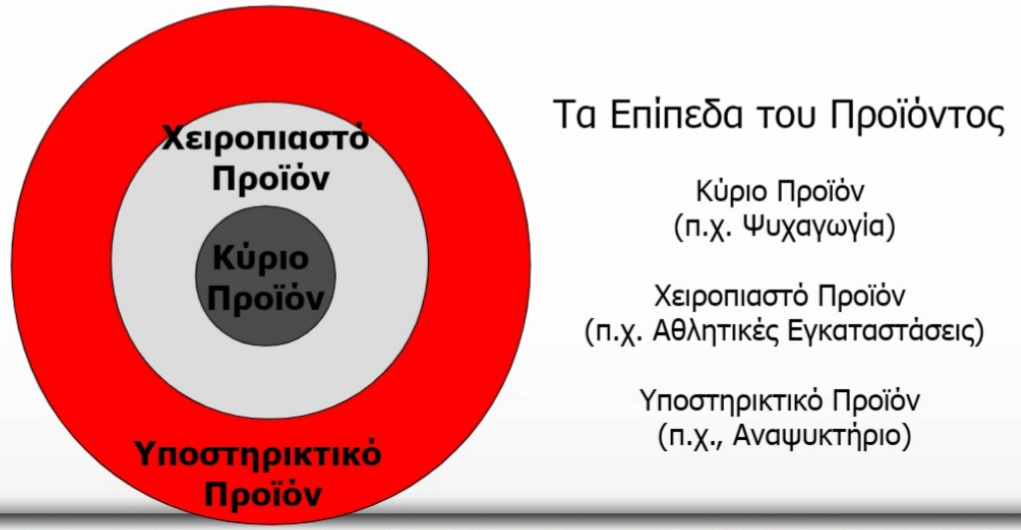 Χειροπιαστό
Προϊόν
Κύριο
Προϊόν
Υποστηρικτικό
Προϊόν
Τα Επίπεδα του Προϊόντος
Κύριο Προϊόν
(π.χ. Ψυχαγωγία)
Χειροπιαστό Προϊόν
(π.χ. Αθλητικές Εγκαταστάσεις)
Υποστηρικτικό Προϊόν
(π.χ., Αναψυκτήριο)